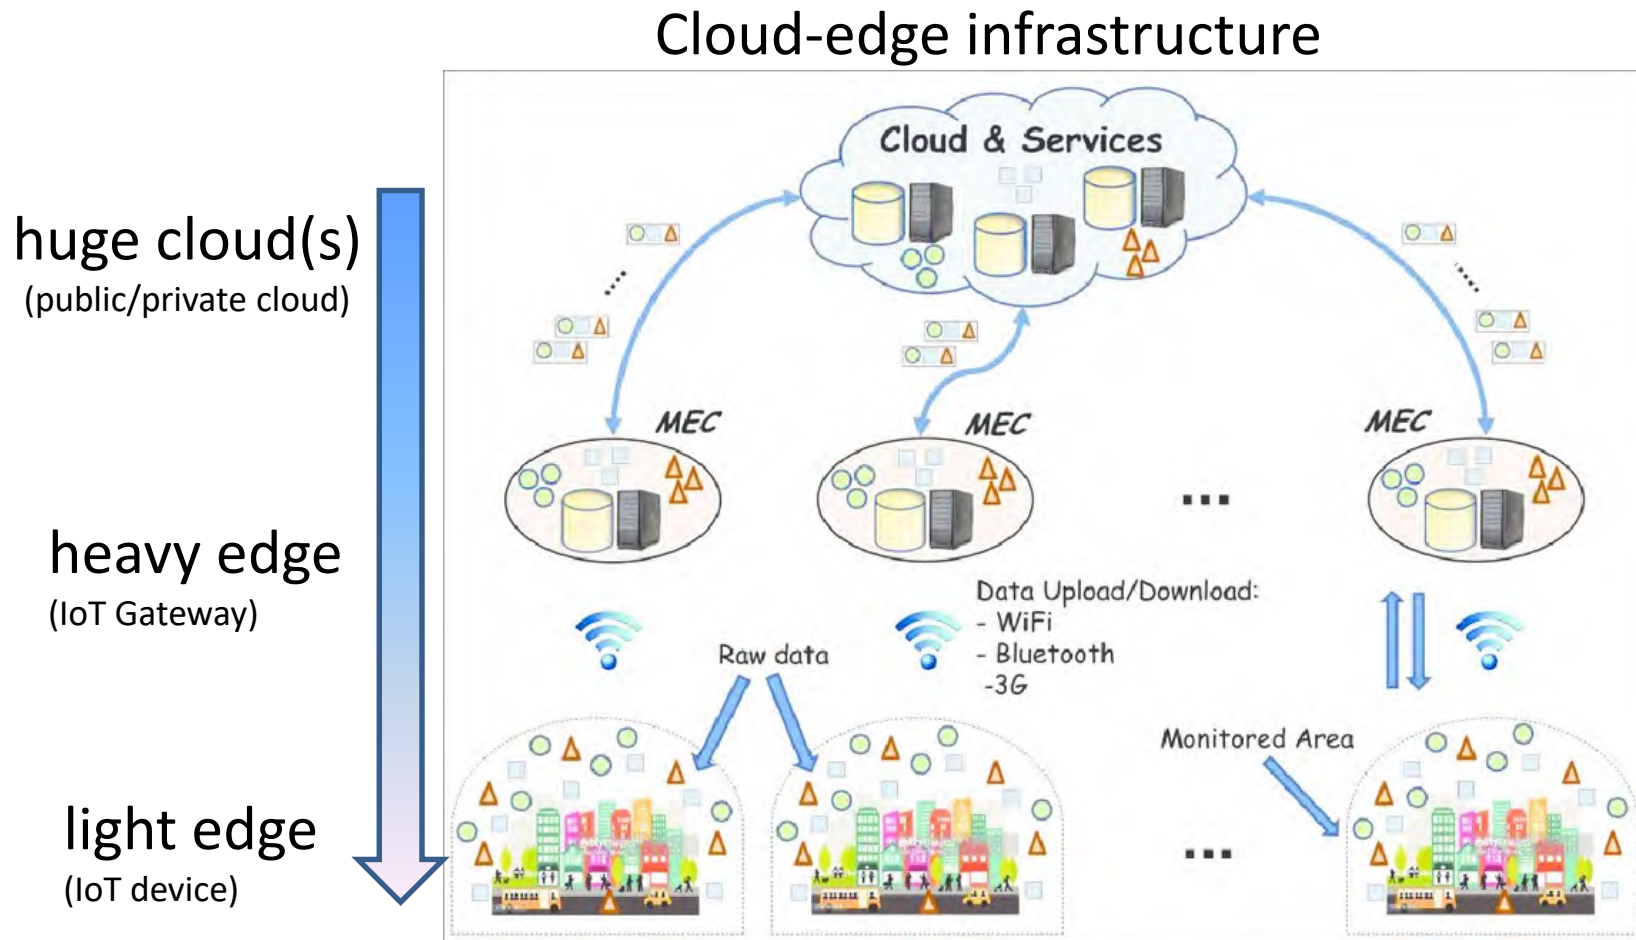 Cloud-edge infrastructure
Cloud & Services
huge cloud(s)
(public/private cloud)
MEC
MEC
MEC
heavy edge
(IoT Gateway)
Data Upload/Download:
- WiFi
- Bluetooth
-3G
Raw data
Monitored Area
light edge
(IoT device)